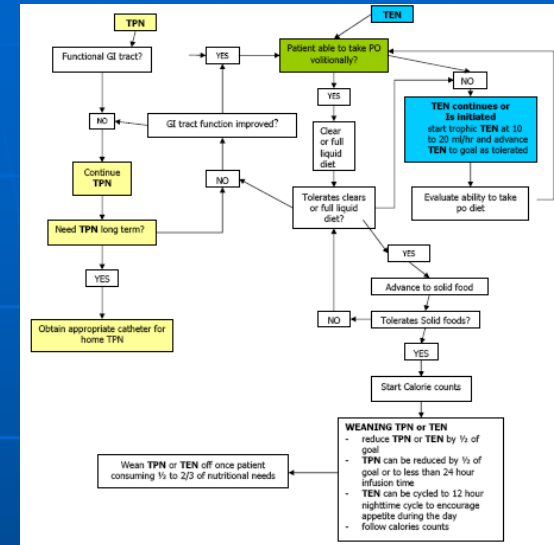 TPN
TEN
Functional GI tract?
YES
Patient able to take PO
volitionally?
NO
YES
TEN continues or
Is initiated
start trophic TEN at 10
to 20 ml/hr and advance
TEN to goal as tolerated
NO
GI tract function improved?
Clear
or full
liquid
diet
Continue
TPN
NO
Tolerates clears
or full liquid
diet?
Evaluate ability to take
po diet
Need TPN long term?
YES
YES
Advance to solid food
Obtain appropriate catheter for
home TPN
NO
Tolerates Solid foods?
YES
Start Calorie counts
WEANING TPN or TEN
- reduce TPN or TEN by ½ of
goal
- TPN can be reduced by ½ of
goal or to less than 24 hour
infusion time
- TEN can be cycled to 12 hour
nighttime cycle to encourage
appetite during the day
- follow calories counts
Wean TPN or TEN off once patient
consuming ½ to 2/3 of nutritional needs